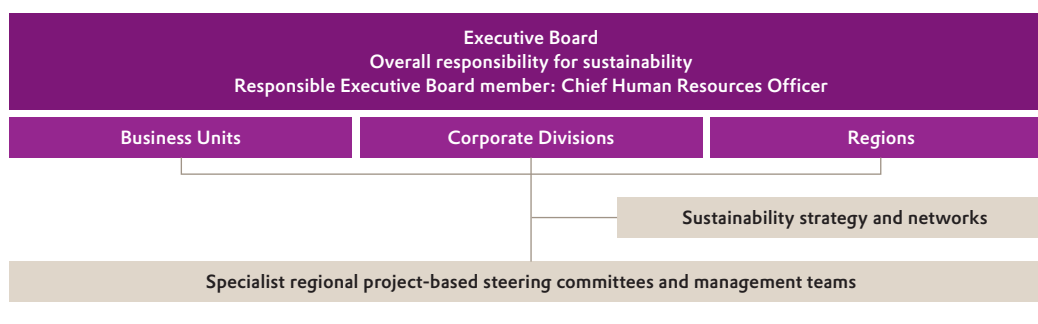 Executive Board
Overall responsibility for sustainability
Responsible Executive Board member: Chief Human Resources Officer
Business Units
Corporate Divisions
Regions
Sustainability strategy and networks
Specialist regional project-based steering committees and management teams